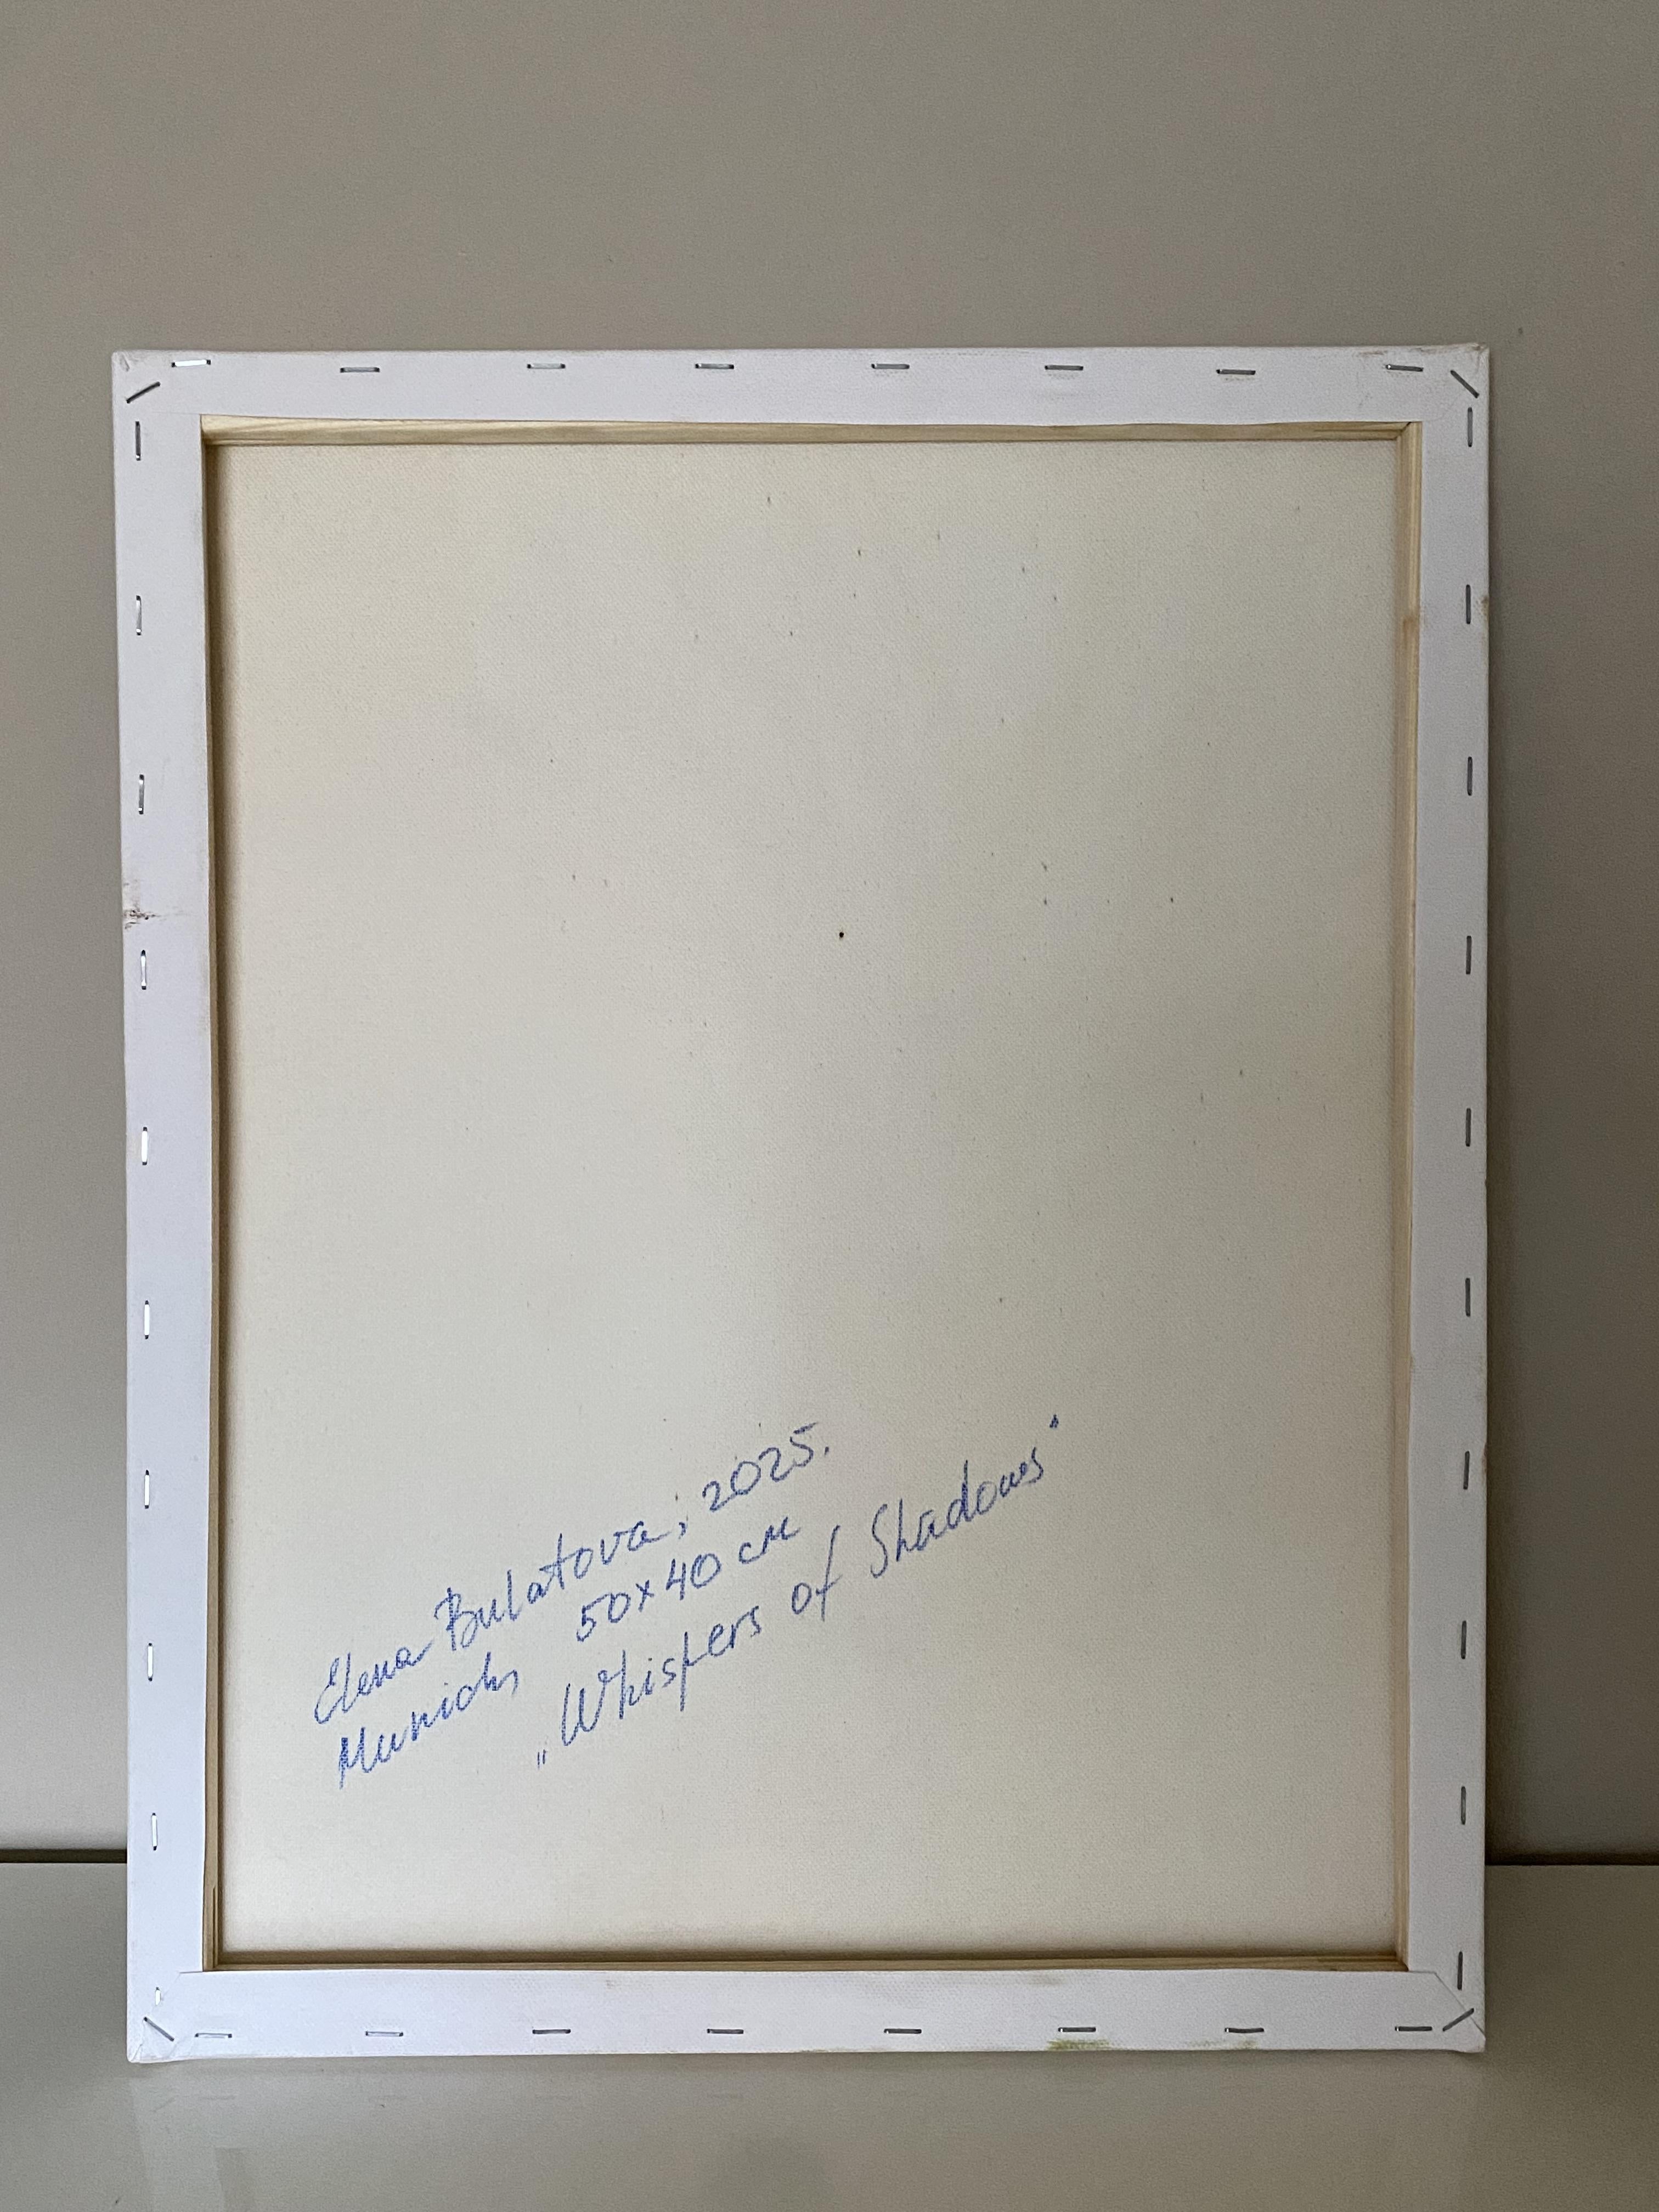 Elena Bulatova, 2025.
Munich, 50x40 cm
„Whispers of Shadows“